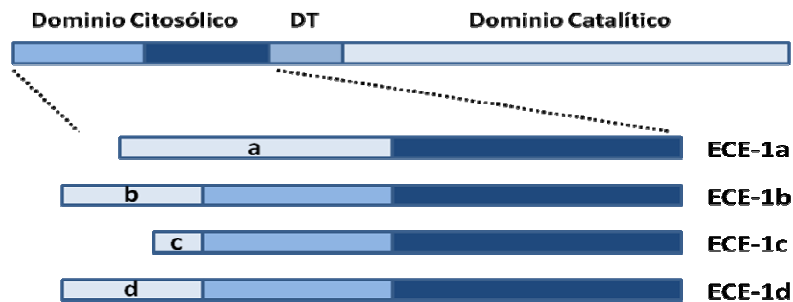 Dominio Citosólico DT Dominio Catalítico
a ECE-1a
b ECE-1b
c ECE-1c
d ECE-1d